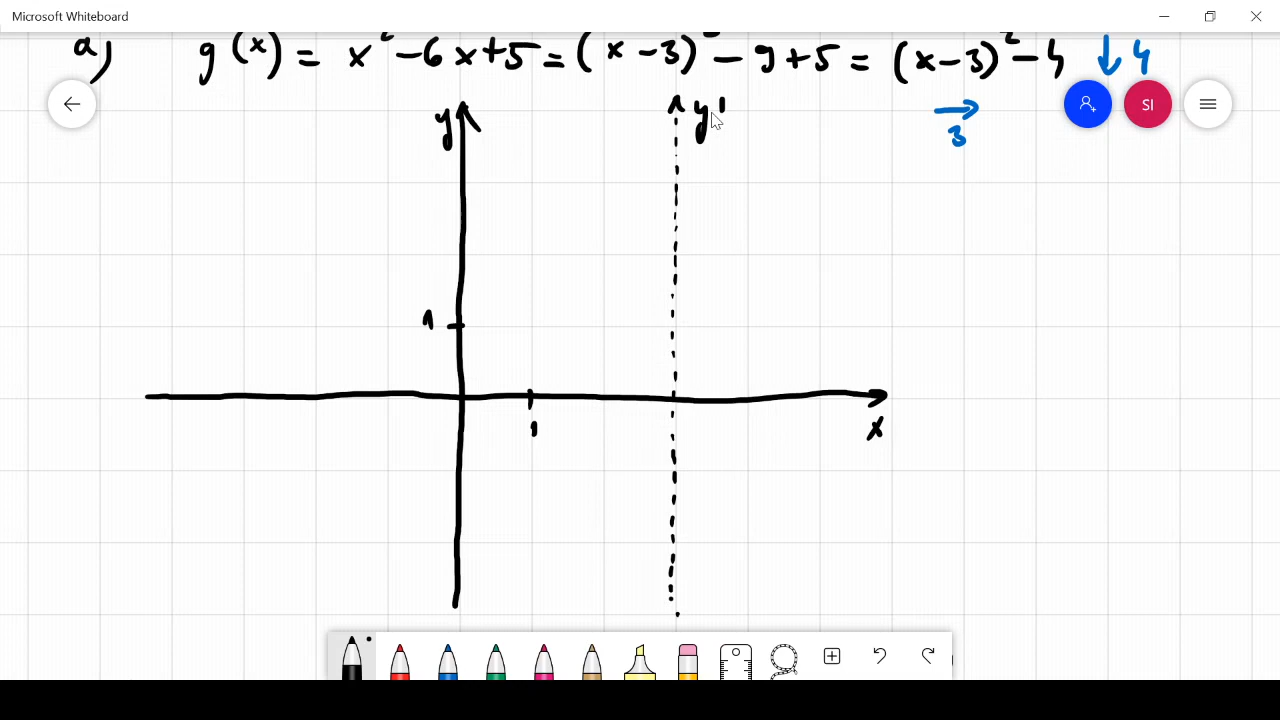 Microsoft Whiteboard
a) g(x) = x² - 6x + 5 = (x - 3)² - 9 + 5 = (x - 3)² - 4 ↓ 4
y y' → SI
3
1
1 x